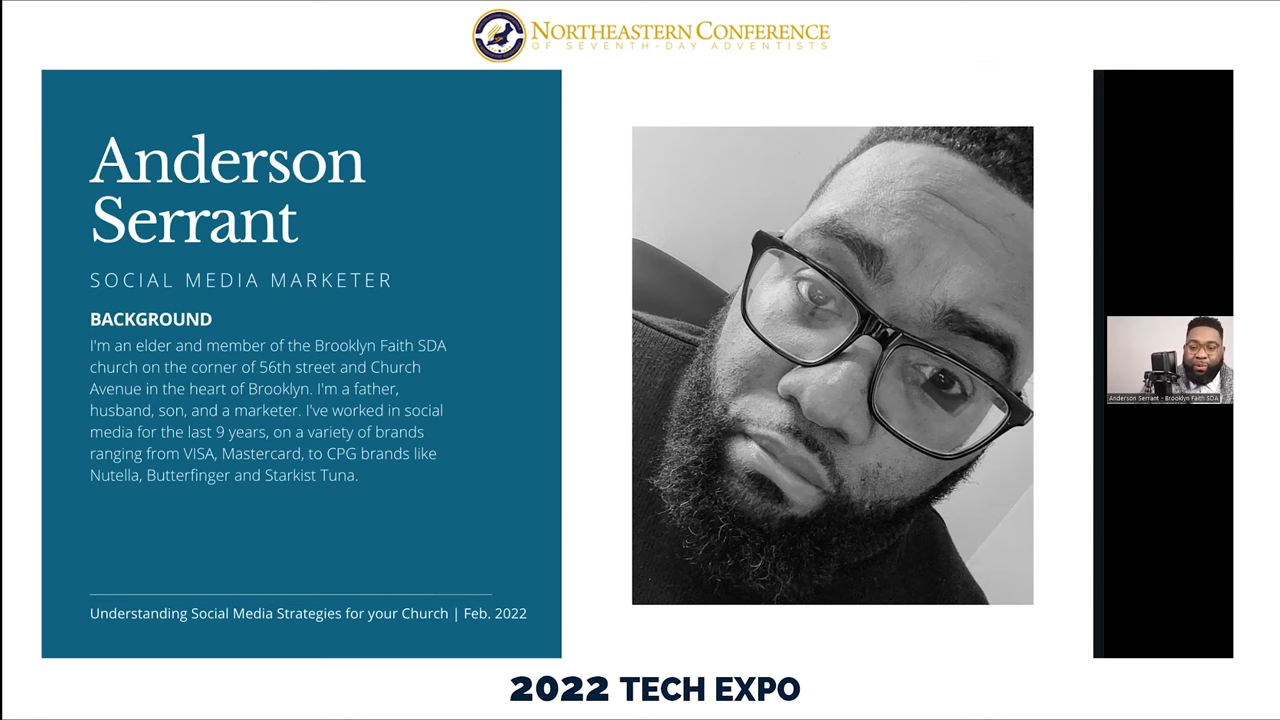 NORTHEASTERN CONFERENCE
OF SEVENTH-DAY ADVENTISTS
Anderson
Serrant
SOCIAL MEDIA MARKETER
BACKGROUND
I'm an elder and member of the Brooklyn Faith SDA
church on the corner of 56th street and Church
Avenue in the heart of Brooklyn. I'm a father,
husband, son, and a marketer. I've worked in social
media for the last 9 years, on a variety of brands
ranging from VISA, Mastercard, to CPG brands like
Nutella, Butterfinger and Starkist Tuna.
Understanding Social Media Strategies for your Church | Feb. 2022
Anderson Serrant - Brooklyn Faith SDA
2022 TECH EXPO